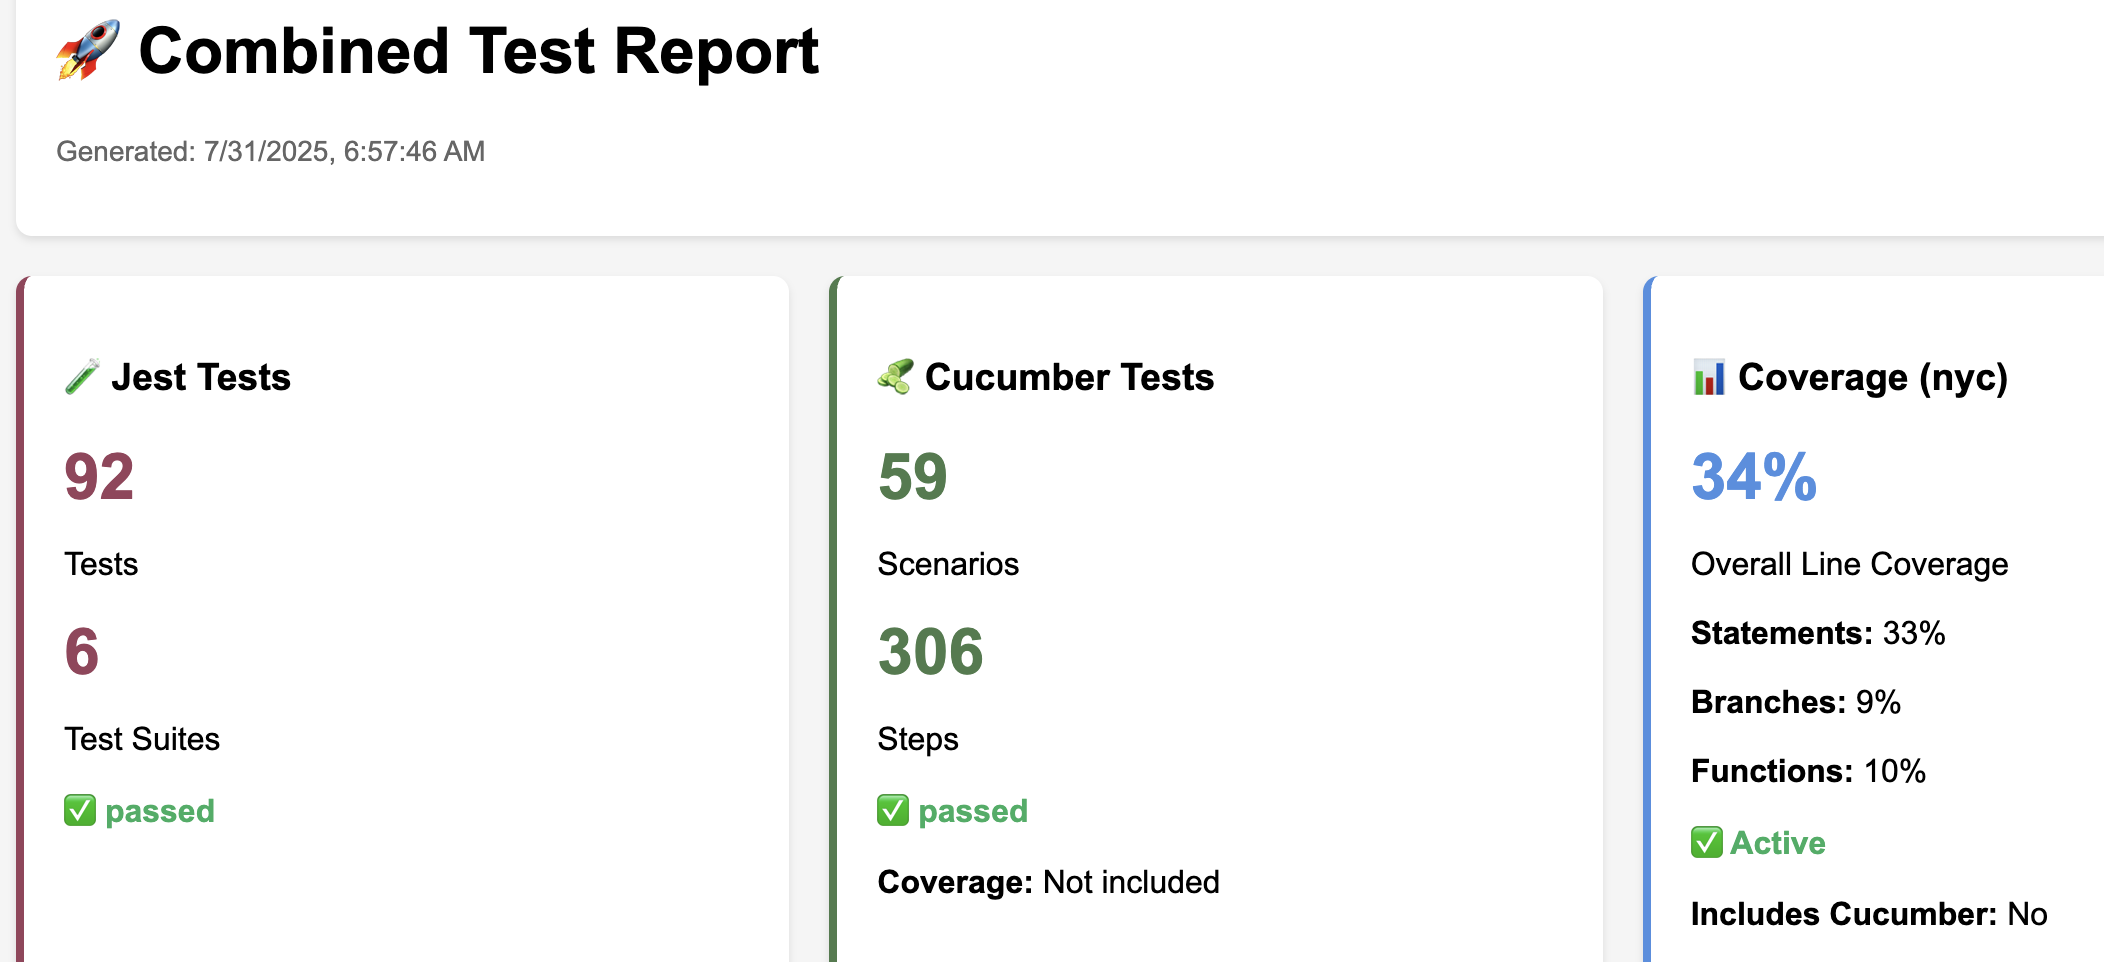 🚀 Combined Test Report
Generated: 7/31/2025, 6:57:46 AM
🧪 Jest Tests
92
Tests
6
Test Suites
✅ passed
🥒 Cucumber Tests
59
Scenarios
306
Steps
✅ passed
Coverage: Not included
📊 Coverage (nyc)
34%
Overall Line Coverage
Statements: 33%
Branches: 9%
Functions: 10%
✅ Active
Includes Cucumber: No